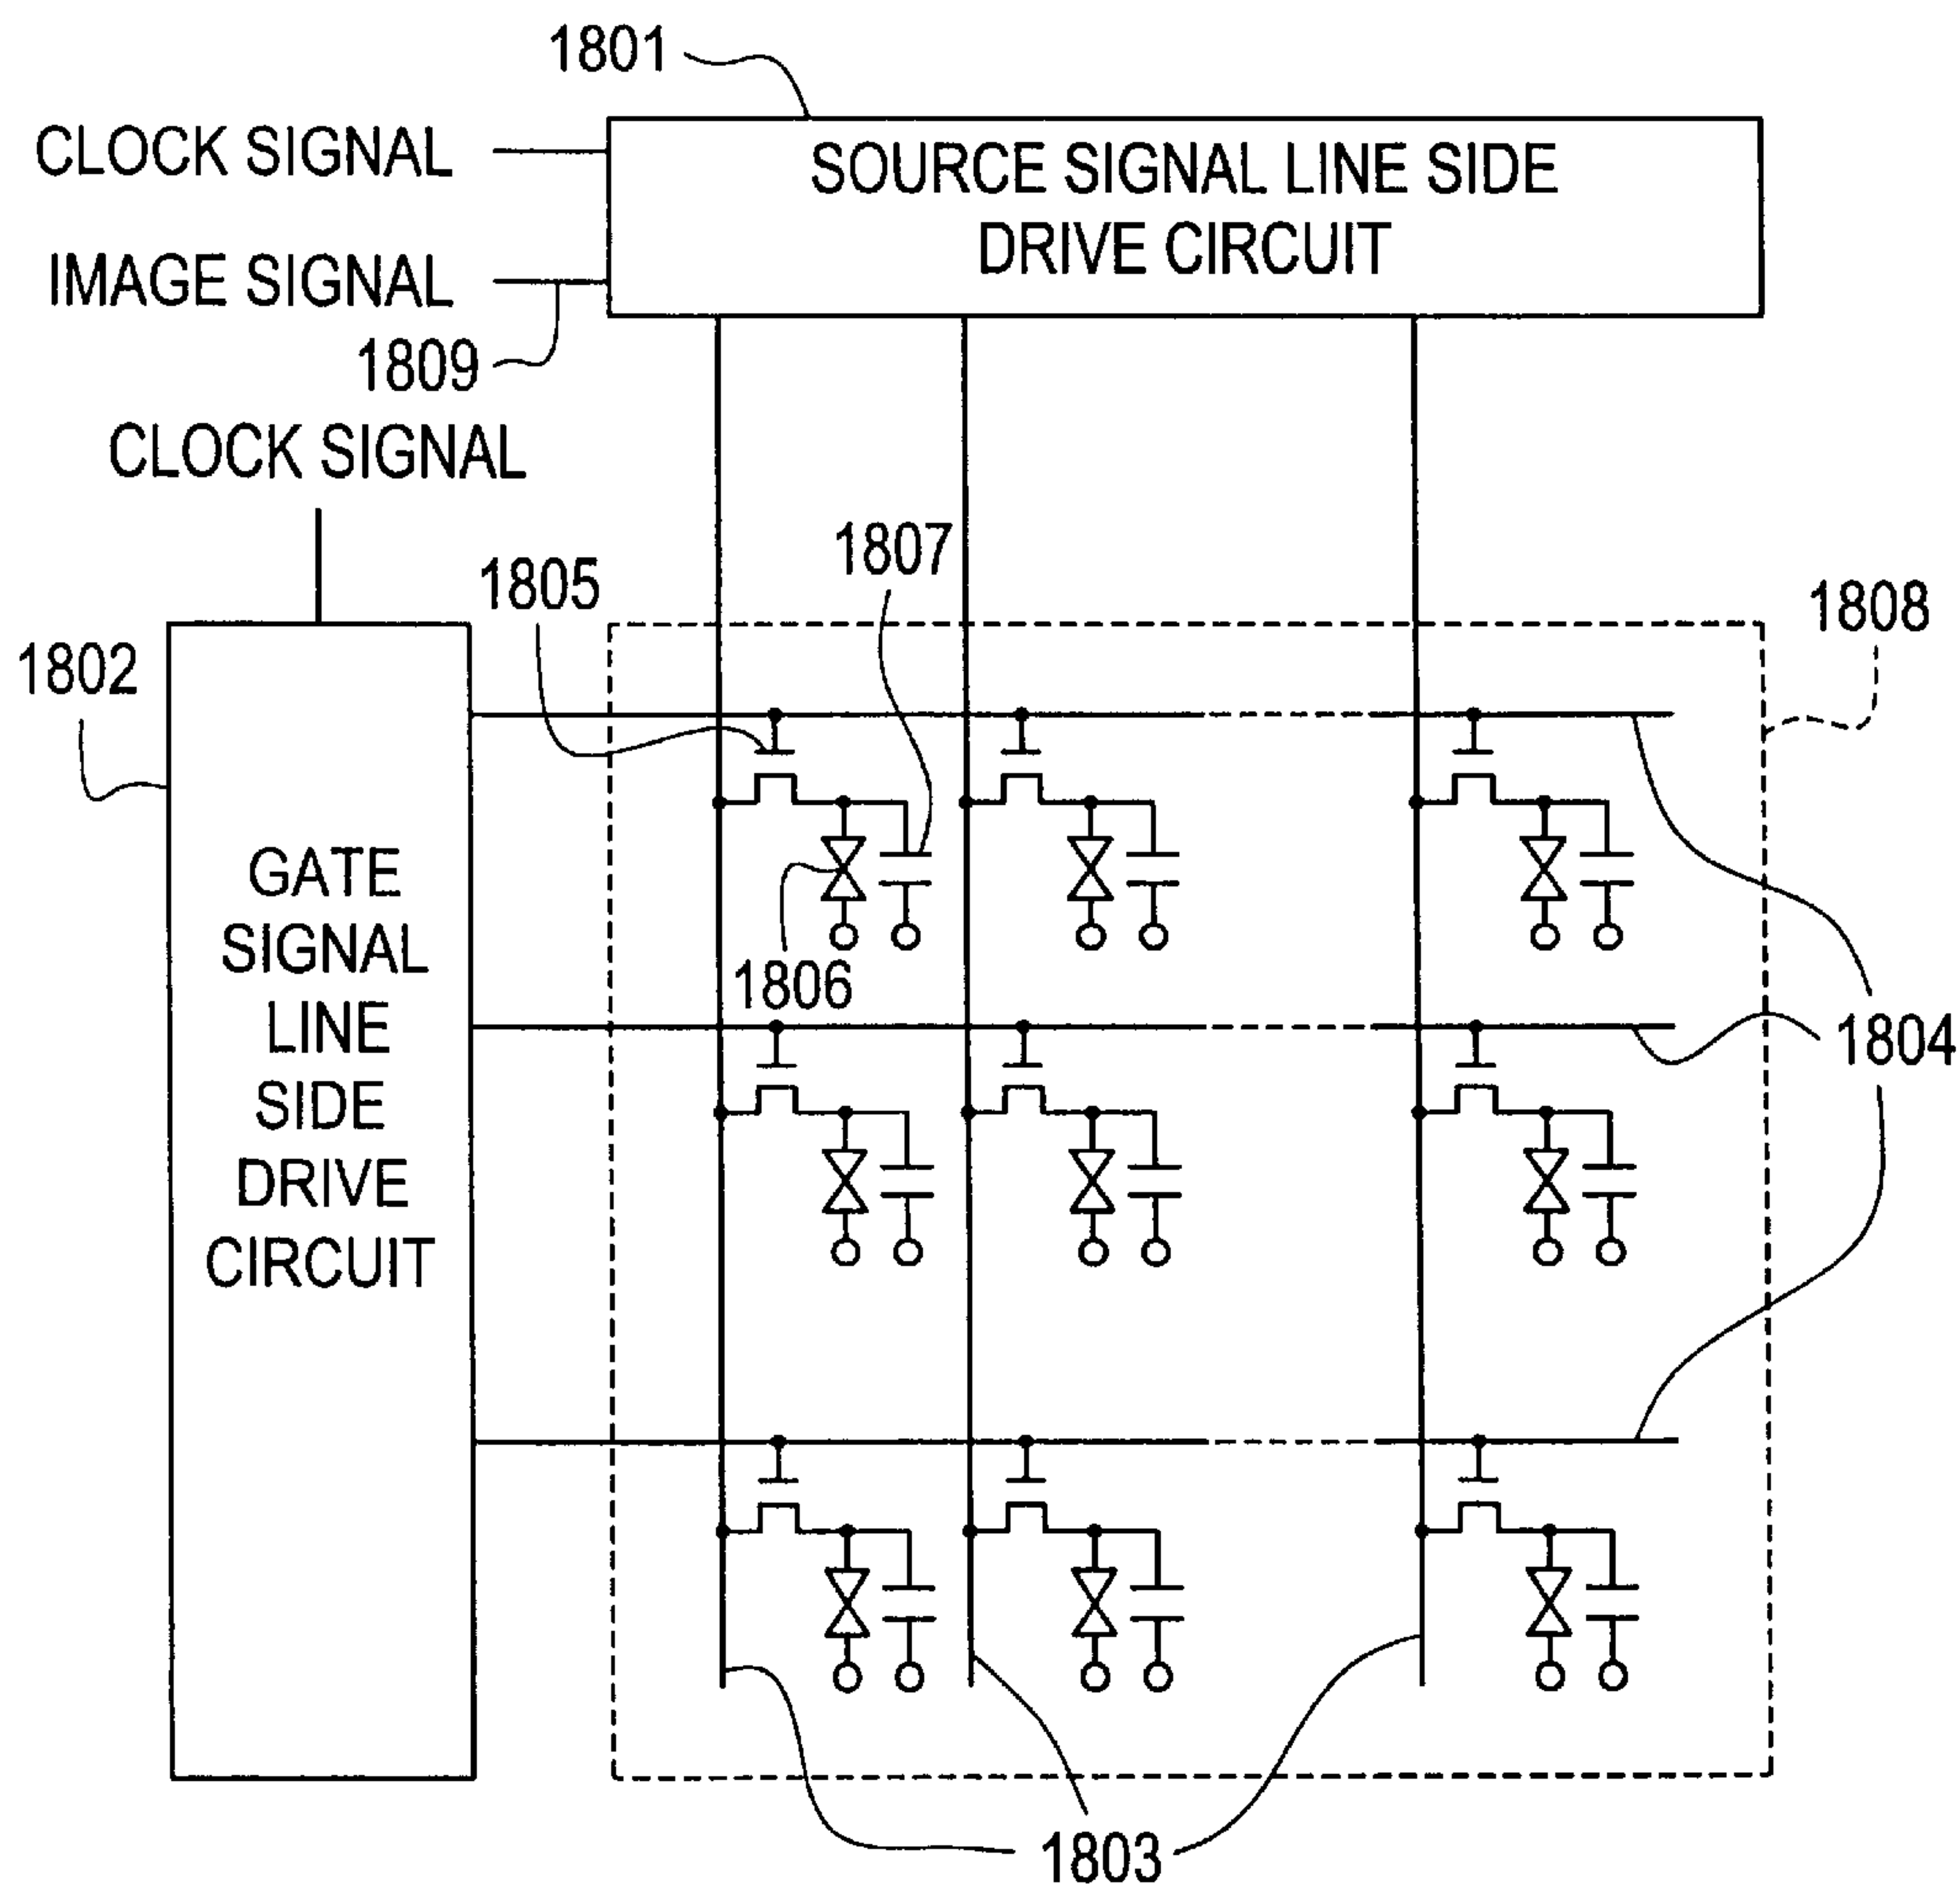 1801
CLOCK SIGNAL
SOURCE SIGNAL LINE SIDE
DRIVE CIRCUIT
IMAGE SIGNAL
1809
CLOCK SIGNAL
1807
1805
1808
1802
GATE
SIGNAL
LINE
SIDE
DRIVE
CIRCUIT
1806
1804
1803